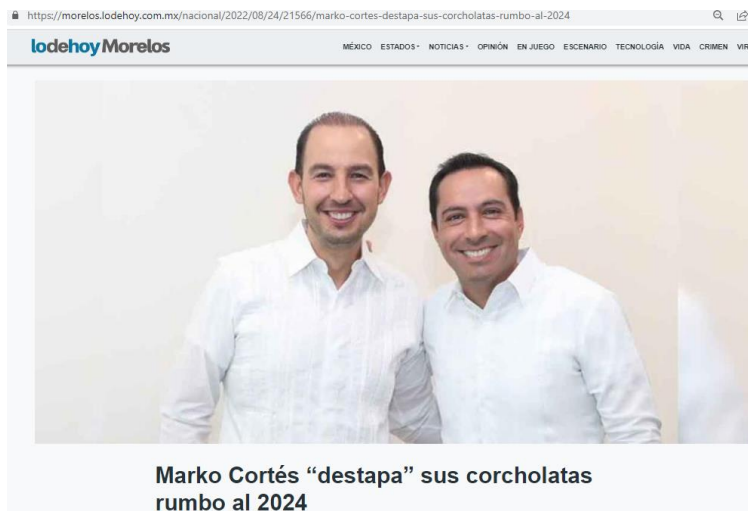 https://morelos.lodehoy.com.mx/nacional/2022/08/24/21566/marko-cortes-destapa-sus-corcholatas-rumbo-al-2024
lodehoy Morelos MÉXICO ESTADOS NOTICIAS OPINIÓN EN JUEGO ESCENARIO TECNOLOGÍA VIDA CRIMEN
Marko Cortés “destapa” sus corcholatas
rumbo al 2024